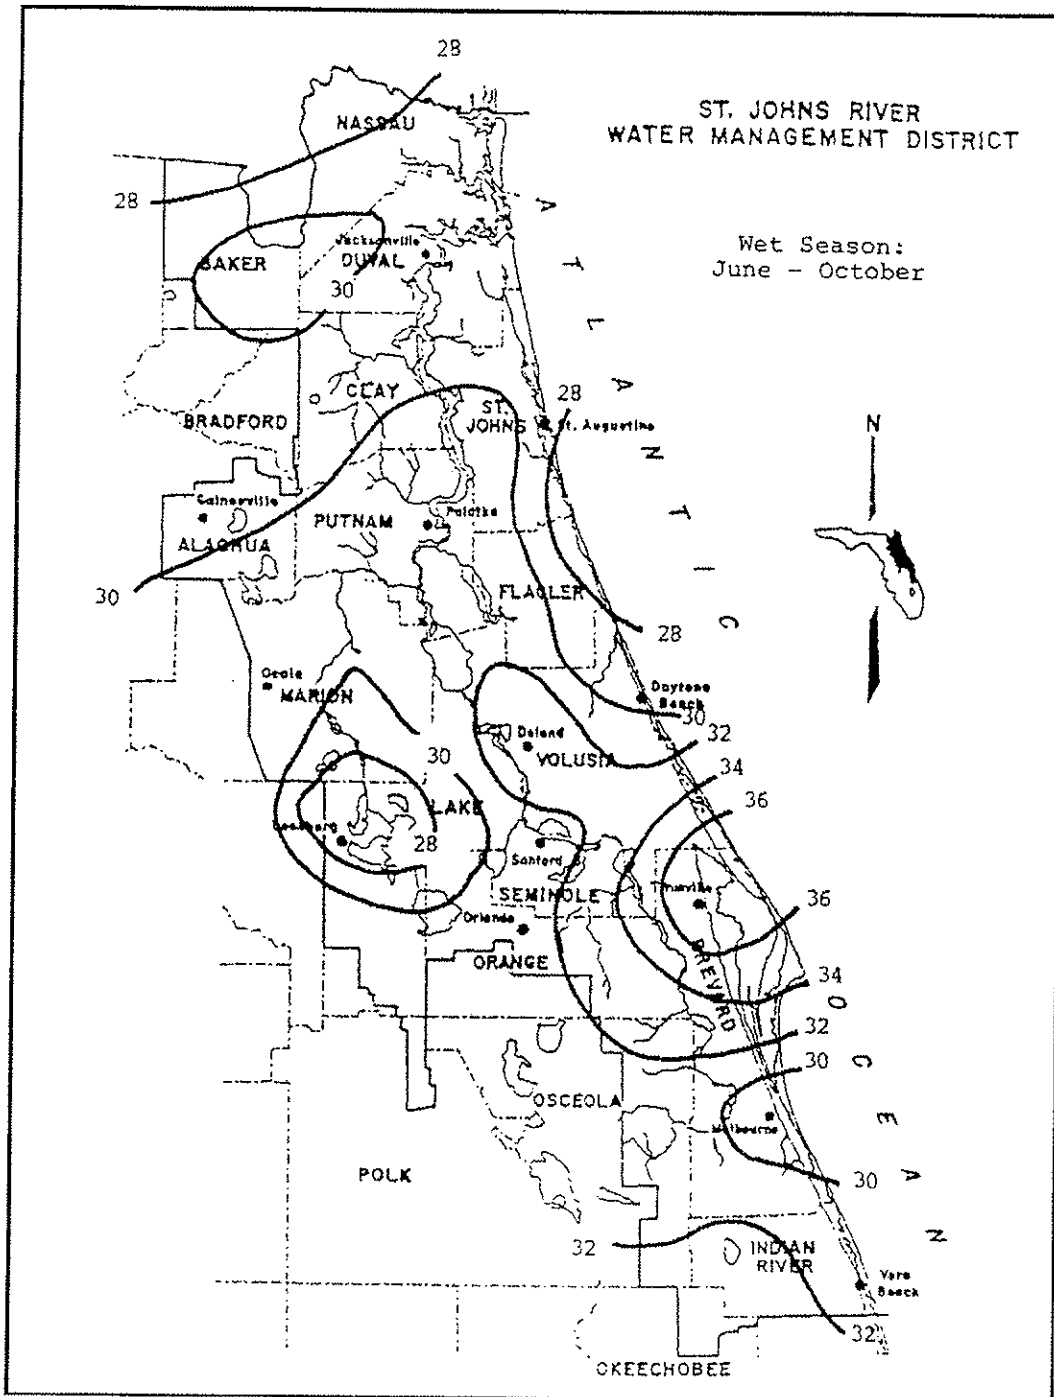 28
ST. JOHNS RIVER
WATER MANAGEMENT DISTRICT
NASSAU
28
ATLANTIC
Wet Season:
June - October
Jacksonville
BAKER
DUVAL
30
CLAY
28
ST.
JOHNS
St. Augustine
BRADFORD
N
Gainesville
PUTNAM
Palatka
ALACHUA
30
FLAGLER
28
Ocala
MARION
Daytona
Beach
30
Deland
32
30
VOLUSIA
34
36
LAKE
Leesburg
28
Sanford
Titusville
SEMINOLE
36
Orlando
ORANGE
BREVARD
34
OCEAN
32
30
OSCEOLA
Melbourne
POLK
30
32
INDIAN
RIVER
Vero
Beach
32
OKEECHOBEE